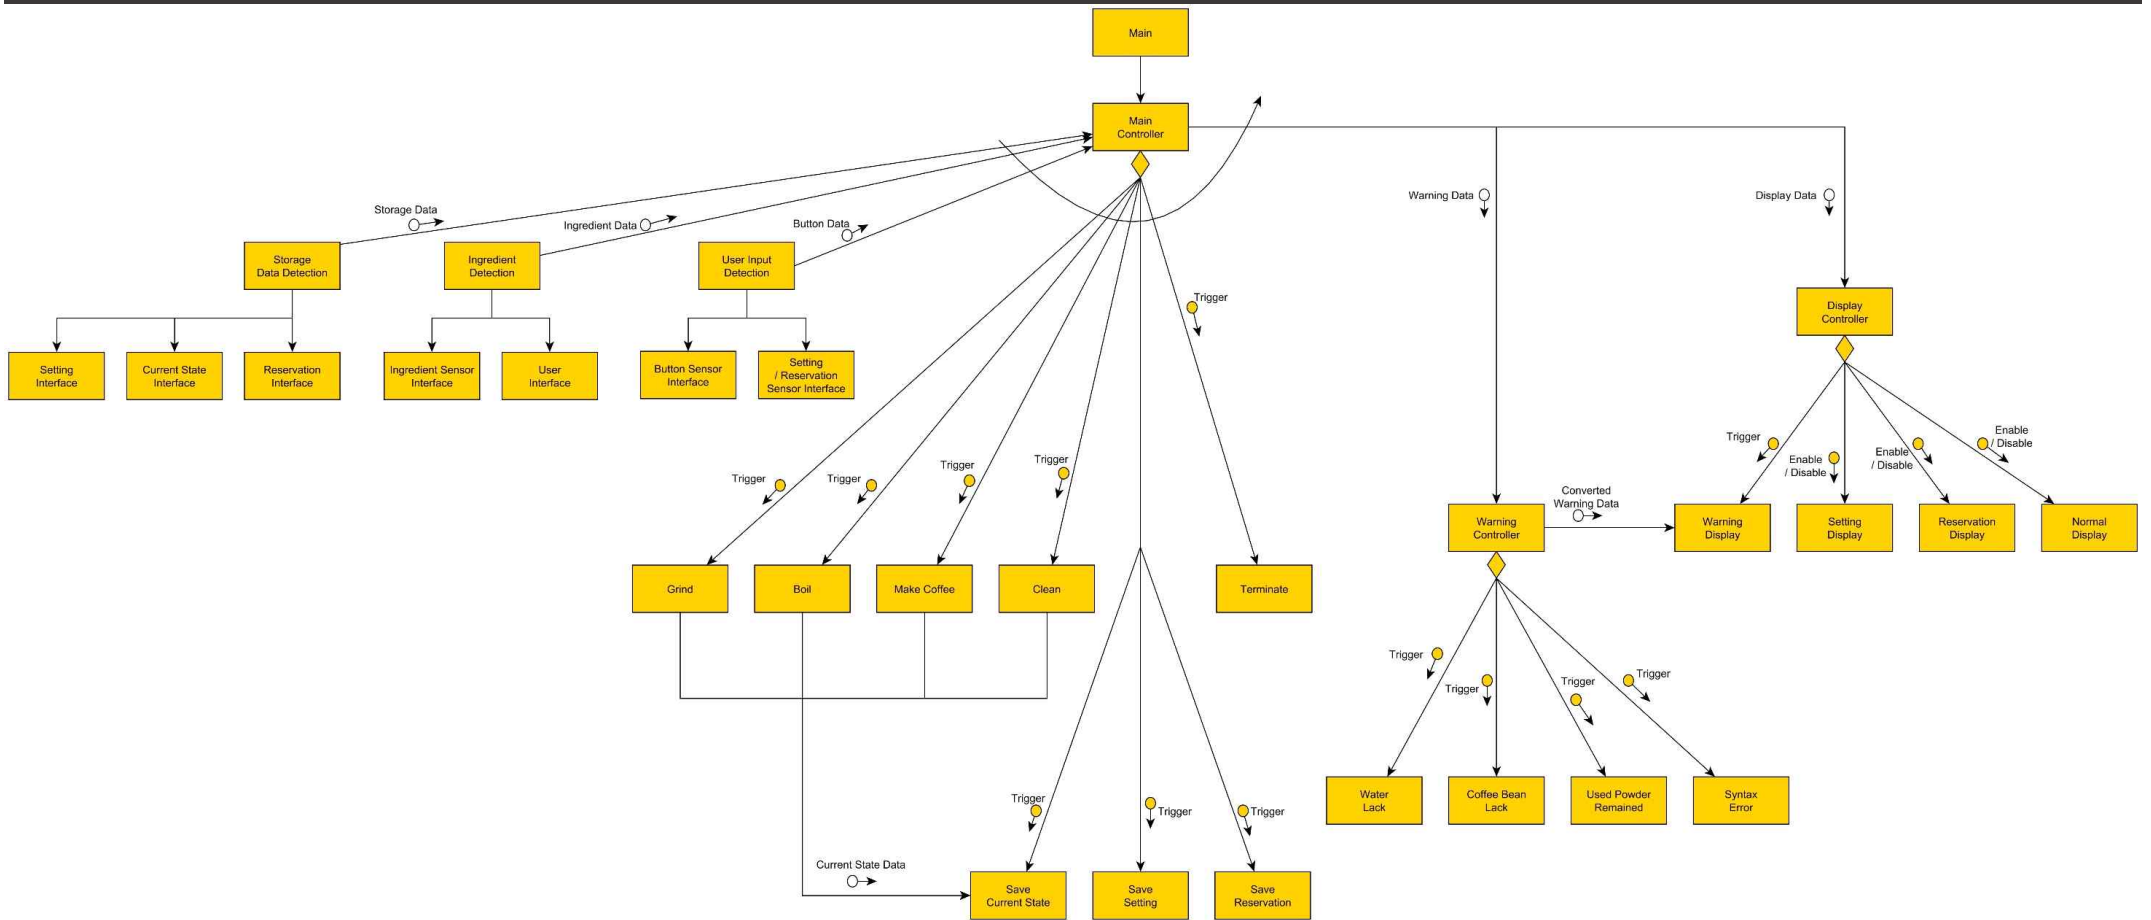 Main
Main
Controller
Storage Data
Ingredient Data
Button Data
Warning Data
Display Data
Storage
Data Detection
Ingredient
Detection
User Input
Detection
Trigger
Display
Controller
Setting
Interface
Current State
Interface
Reservation
Interface
Ingredient Sensor
Interface
User
Interface
Button Sensor
Interface
Setting
/ Reservation
Sensor Interface
Trigger
Trigger
Trigger
Trigger
Trigger
Enable
/ Disable
Enable
/ Disable
Enable
/ Disable
Converted
Warning Data
Warning
Controller
Warning
Display
Setting
Display
Reservation
Display
Normal
Display
Grind
Boil
Make Coffee
Clean
Terminate
Trigger
Trigger
Trigger
Trigger
Water
Lack
Coffee Bean
Lack
Used Powder
Remained
Syntax
Error
Trigger
Trigger
Trigger
Current State Data
Save
Current State
Save
Setting
Save
Reservation